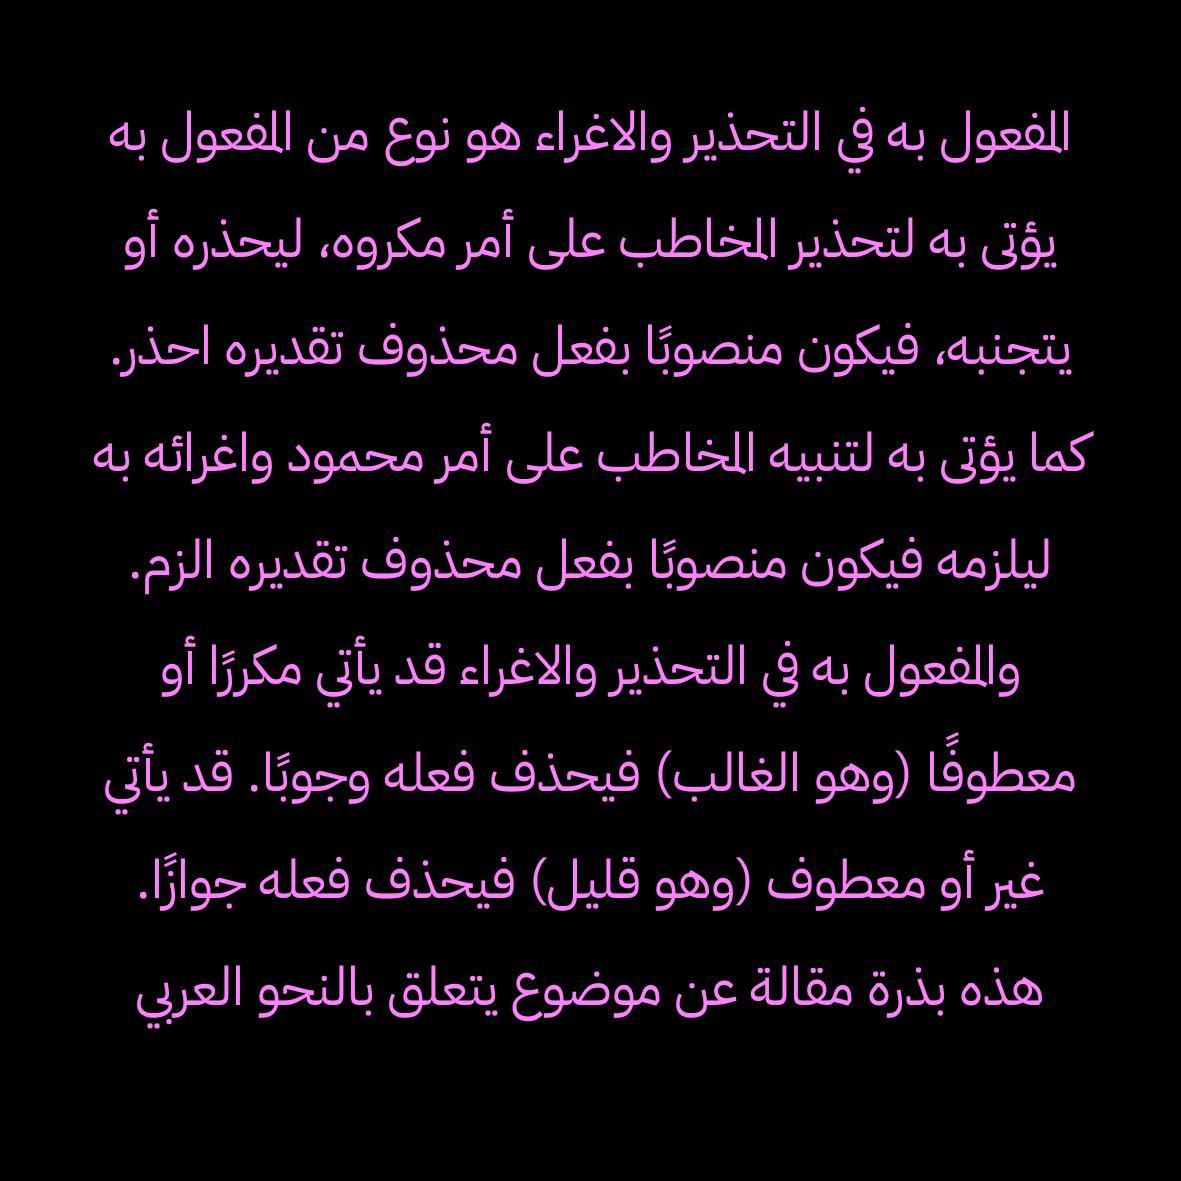 المفعول به في التحذير والاغراء هو نوع من المفعول به
يؤتى به لتحذير المخاطب على أمر مكروه، ليحذره أو
يتجنبه، فيكون منصوبًا بفعل محذوف تقديره احذر.
كما يؤتى به لتنبيه المخاطب على أمر محمود واغرائه به
ليلزمه فيكون منصوبًا بفعل محذوف تقديره الزم.
والمفعول به في التحذير والاغراء قد يأتي مكررًا أو
معطوفًا (وهو الغالب) فيحذف فعله وجوبًا. قد يأتي
غير أو معطوف (وهو قليل) فيحذف فعله جوازًا.
هذه بذرة مقالة عن موضوع يتعلق بالنحو العربي